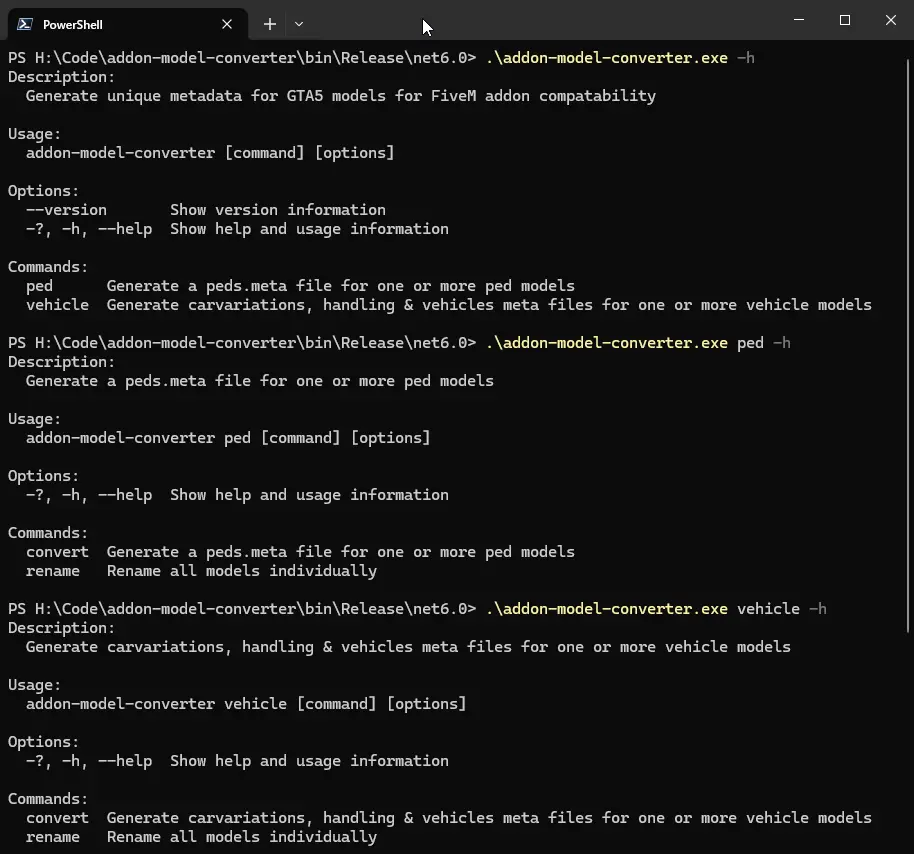 PowerShell
PS H:\Code\addon-model-converter\bin\Release\net6.0> .\addon-model-converter.exe -h
Description:
  Generate unique metadata for GTA5 models for FiveM addon compatability

Usage:
  addon-model-converter [command] [options]

Options:
  --version       Show version information
  -?, -h, --help  Show help and usage information

Commands:
  ped      Generate a peds.meta file for one or more ped models
  vehicle  Generate carvariations, handling & vehicles meta files for one or more vehicle models

PS H:\Code\addon-model-converter\bin\Release\net6.0> .\addon-model-converter.exe ped -h
Description:
  Generate a peds.meta file for one or more ped models

Usage:
  addon-model-converter ped [command] [options]

Options:
  -?, -h, --help  Show help and usage information

Commands:
  convert  Generate a peds.meta file for one or more ped models
  rename   Rename all models individually

PS H:\Code\addon-model-converter\bin\Release\net6.0> .\addon-model-converter.exe vehicle -h
Description:
  Generate carvariations, handling & vehicles meta files for one or more vehicle models

Usage:
  addon-model-converter vehicle [command] [options]

Options:
  -?, -h, --help  Show help and usage information

Commands:
  convert  Generate carvariations, handling & vehicles meta files for one or more vehicle models
  rename   Rename all models individually